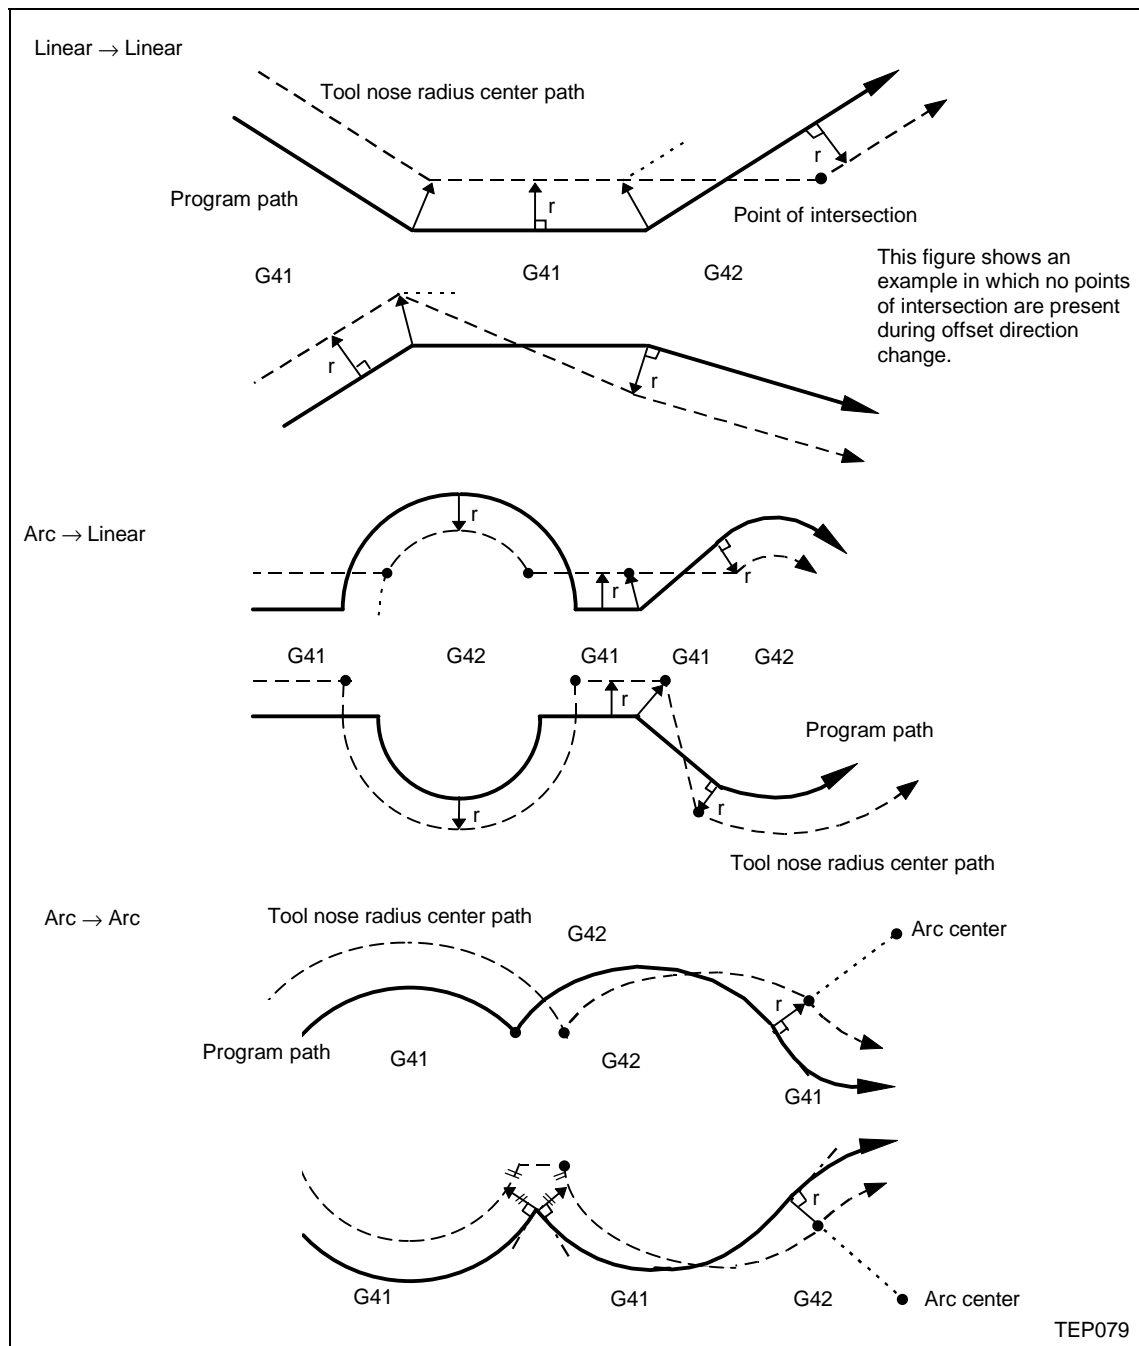 Linear → Linear
Tool nose radius center path
r
Program path
r
Point of intersection
G41
G41
G42
This figure shows an
example in which no points
of intersection are present
during offset direction
change.
r
r
Arc → Linear
r
r
r
G41
G42
G41
G41
G42
r
Program path
r
r
Tool nose radius center path
Arc → Arc
Tool nose radius center path
G42
Arc center
r
Program path
G41
G42
G41
r
G41
G41
G42
Arc center
TEP079